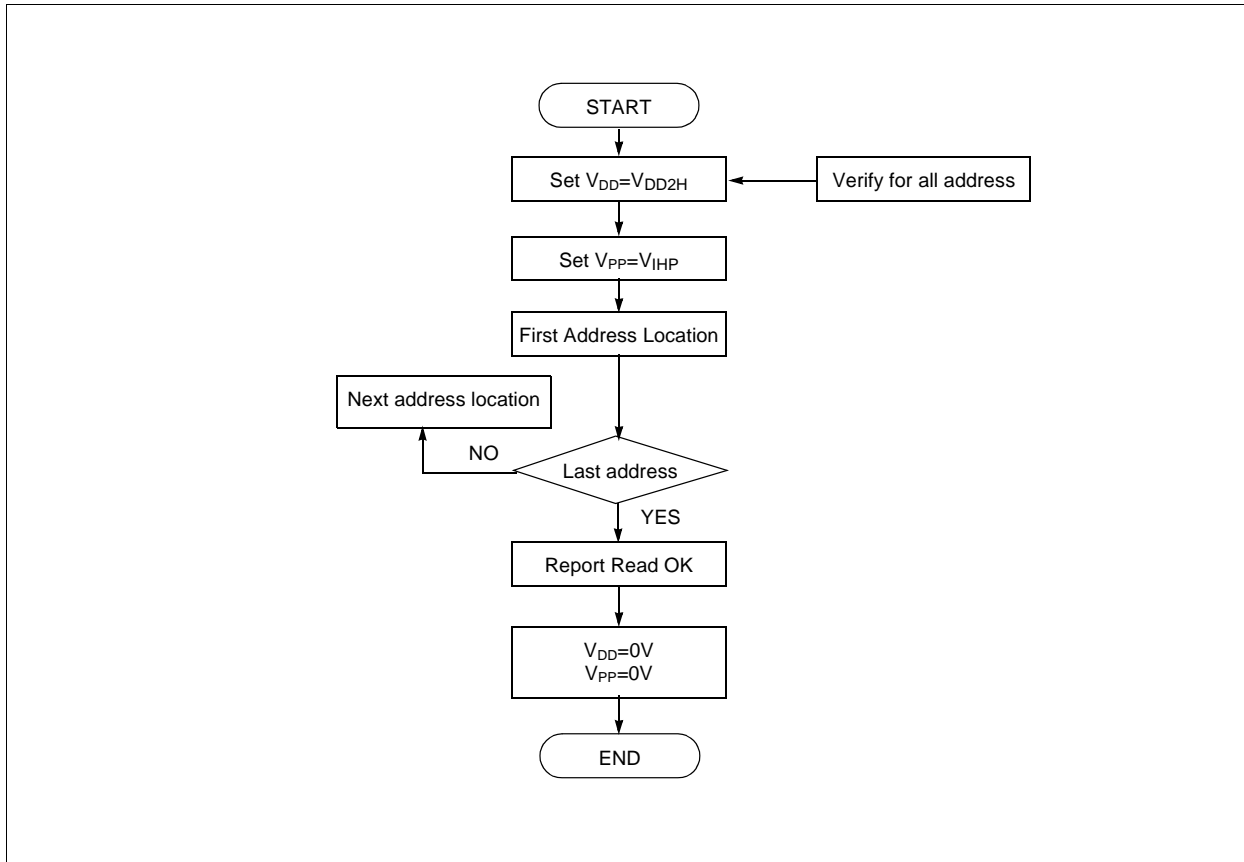 START
Set VDD=VDD2H
Verify for all address
Set VPP=VIHP
First Address Location
Next address location
NO
Last address
YES
Report Read OK
VDD=0V
VPP=0V
END